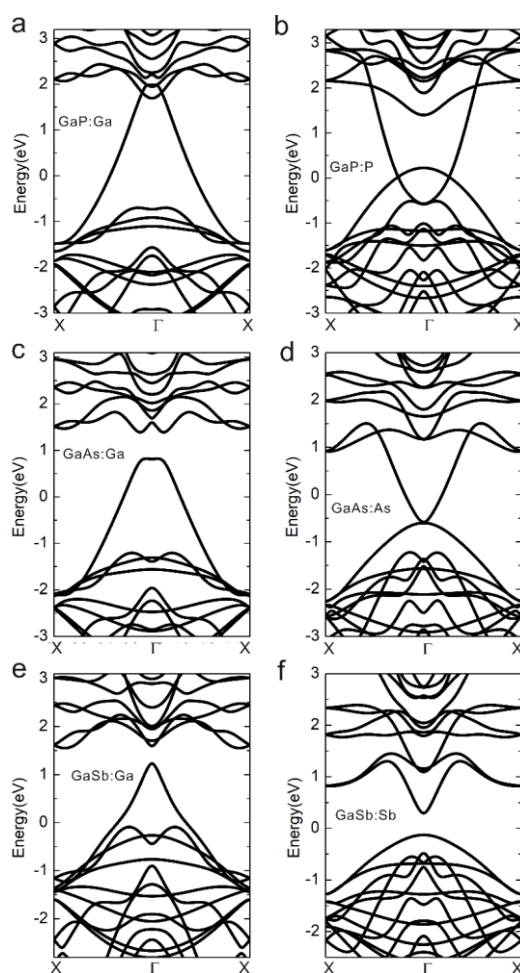 a
3
2
1
0
-1
-2
-3
Energy(eV)
GaP:Ga
X Γ X
b
3
2
1
0
-1
-2
-3
Energy(eV)
GaP:P
X Γ X
c
3
2
1
0
-1
-2
-3
Energy(eV)
GaAs:Ga
X Γ X
d
3
2
1
0
-1
-2
-3
Energy(eV)
GaAs:As
X Γ X
e
3
2
1
0
-1
-2
Energy(eV)
GaSb:Ga
X Γ X
f
3
2
1
0
-1
-2
Energy(eV)
GaSb:Sb
X Γ X